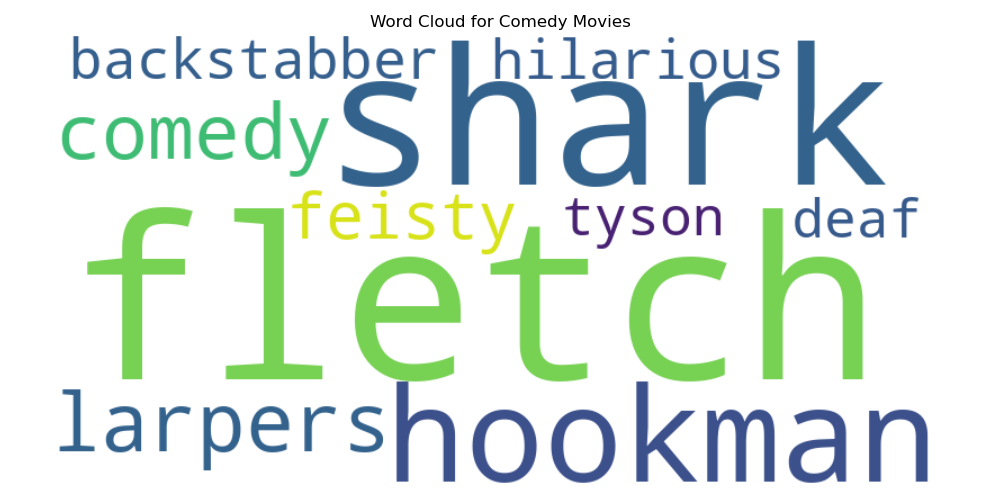 Word Cloud for Comedy Movies
backstabber hilarious
comedy shark
feisty tyson deaf
fletch
larpers hookman